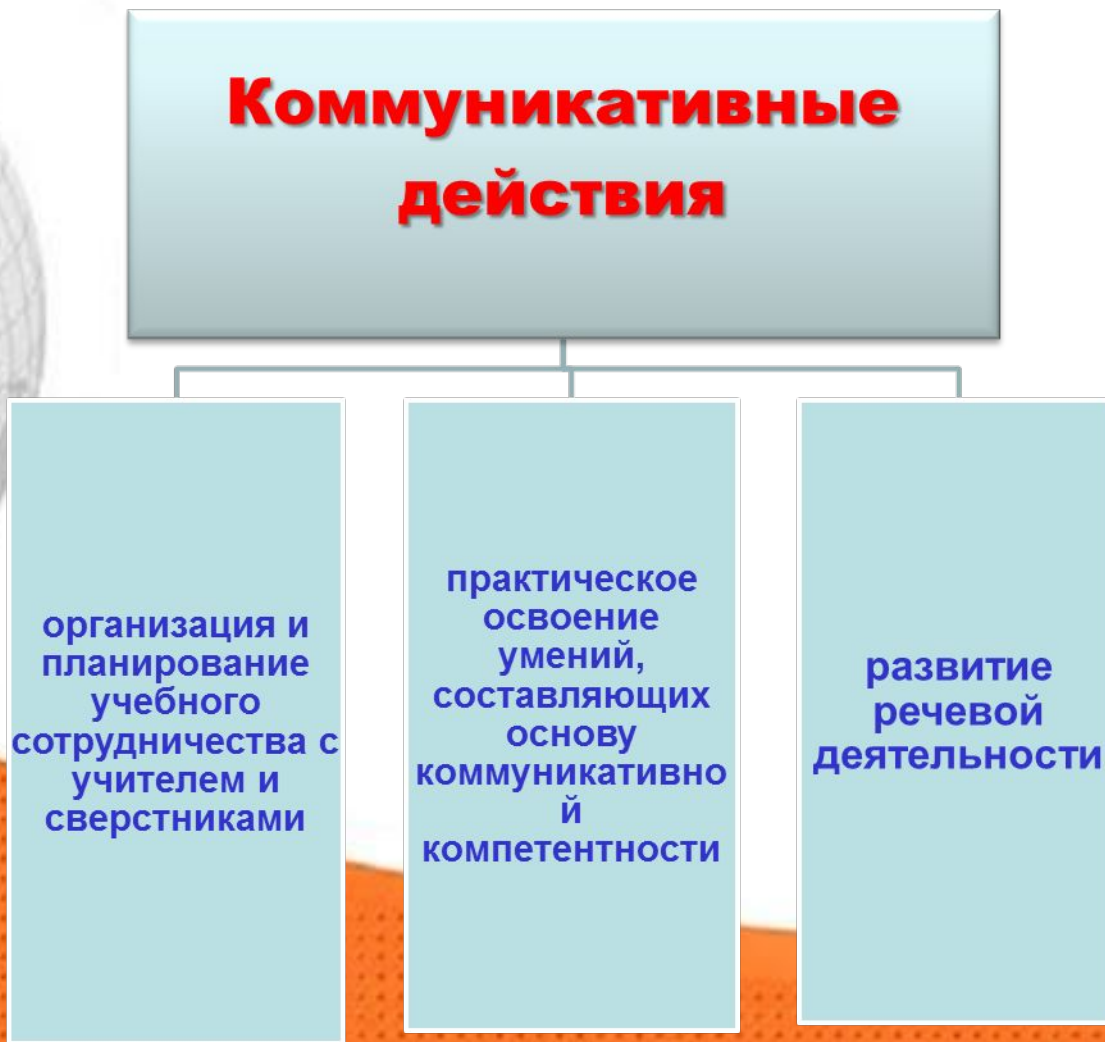 Коммуникативные
действия
организация и
планирование
учебного
сотрудничества с
учителем и
сверстниками
практическое
освоение
умений,
составляющих
основу
коммуникативно
й
компетентности
развитие
речевой
деятельности